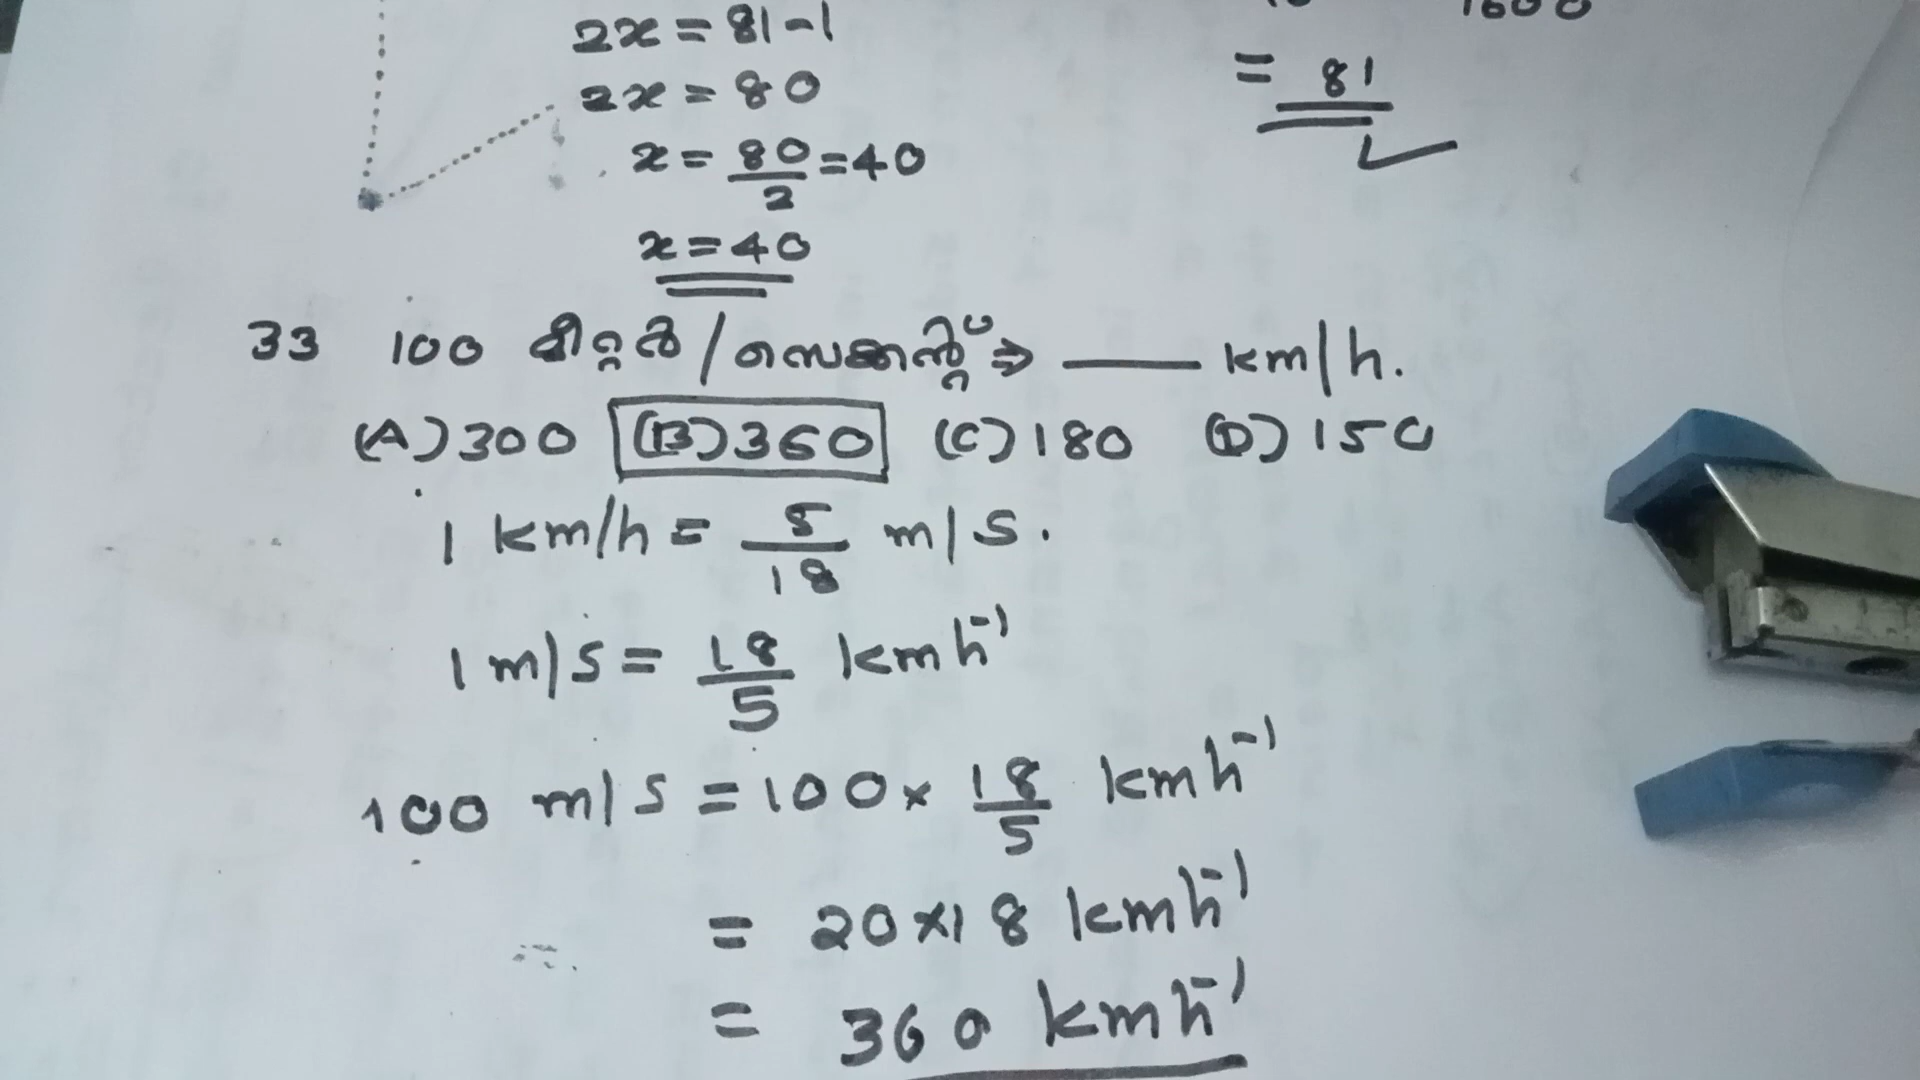 2x = 81-1
2x = 80
x = 80/2 = 40
x = 40
1600
= 81
33 100 മീറ്റർ/സെക്കന്റ് ⇒ ___ km/h.
(A) 300 (B) 360 (C) 180 (D) 150
1 km/h = 5/18 m/s.
1 m/s = 18/5 kmh⁻¹
100 m/s = 100 × 18/5 kmh⁻¹
= 20 × 18 kmh⁻¹
= 360 kmh⁻¹